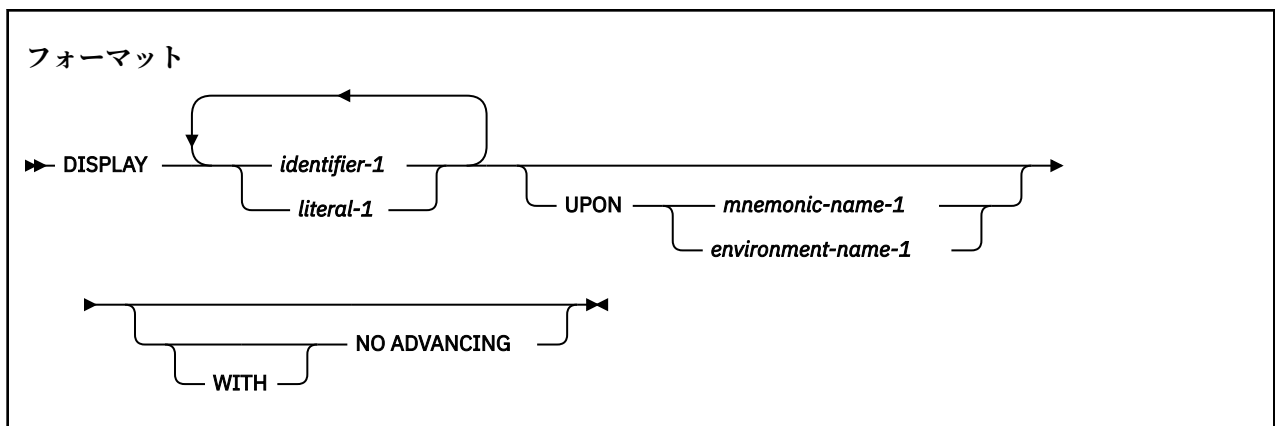 フォーマット
DISPLAY identifier-1
literal-1
UPON mnemonic-name-1
environment-name-1
NO ADVANCING
WITH